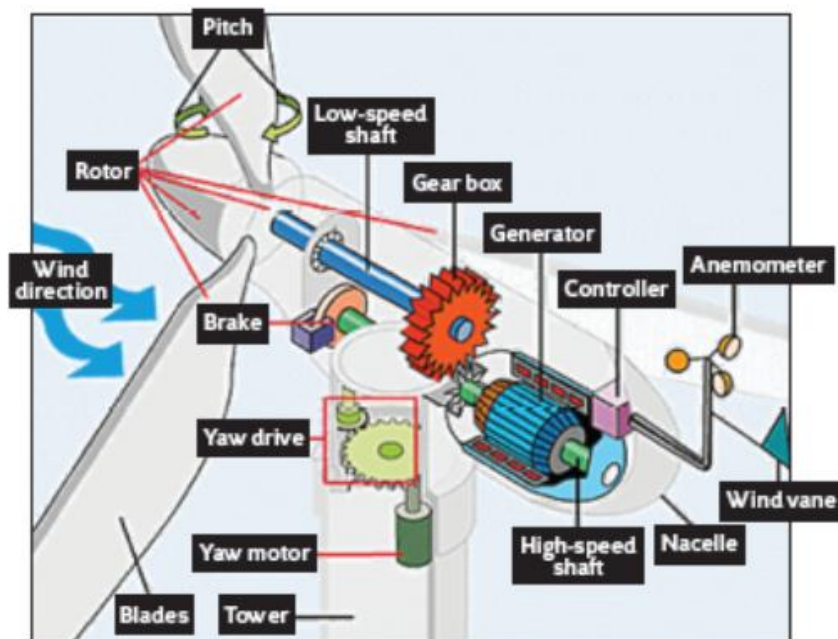 Pitch
Low-speed
shaft
Rotor
Gear box
Generator
Anemometer
Wind
direction
Controller
Brake
Yaw drive
Wind vane
High-speed
shaft
Nacelle
Yaw motor
Blades
Tower